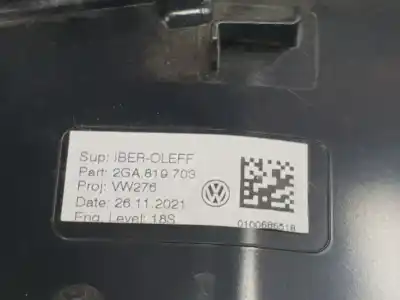 Sup: IBER-OLEFF
Part: 2GA.819.703
Proj: VW276
Date: 26.11.2021
Eng. Level: 18S
0100686518